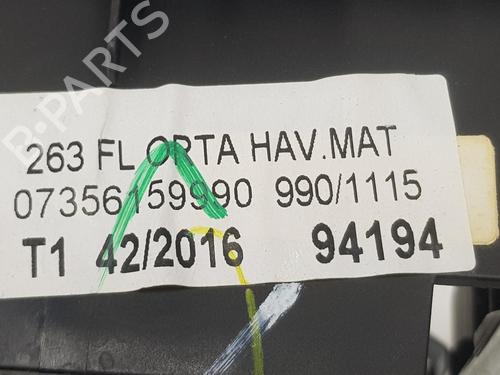 263 FL ORTA HAV.MAT
07356159990 990/1115
T1 42/2016 94194
B-PARTS